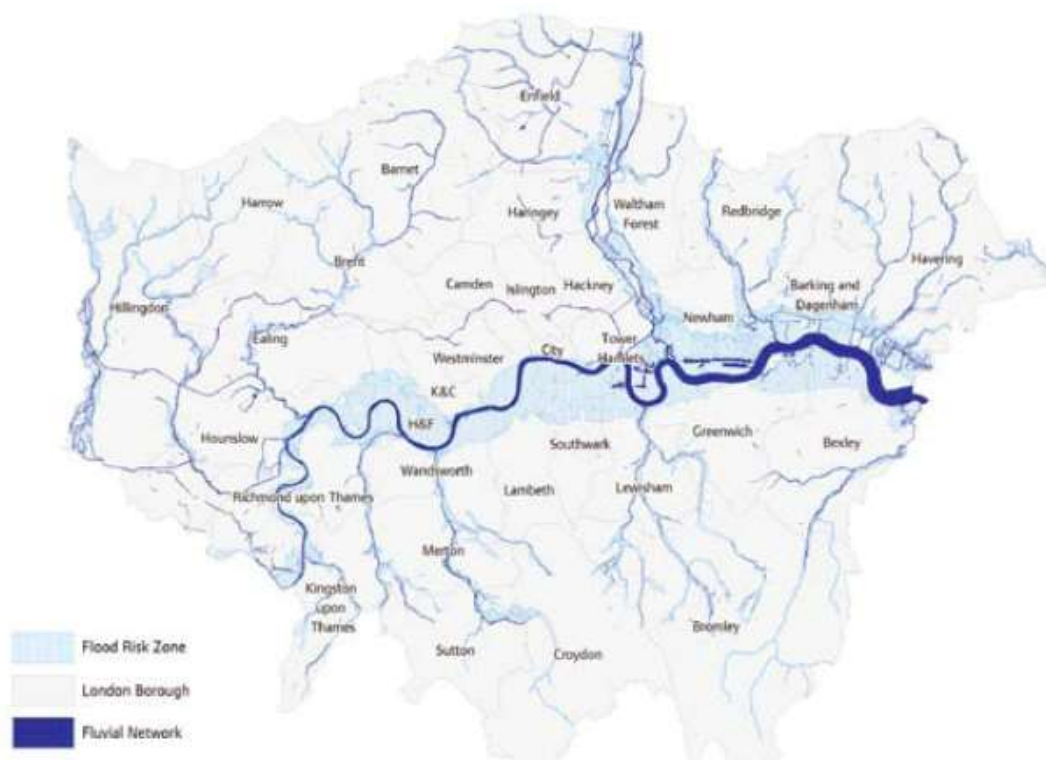 Enfield
Barnet
Harrow
Haringey
Waltham
Forest
Redbridge
Havering
Brent
Camden
Islington
Hackney
Barking and
Dagenham
Hillingdon
Newham
Ealing
Tower
Hamlets
City
Westminster
K&C
H&F
Hounslow
Southwark
Greenwich
Bexley
Wandsworth
Richmond upon Thames
Lambeth
Lewisham
Merton
Kingston
upon
Thames
Bromley
Sutton
Croydon
Flood Risk Zone
London Borough
Fluvial Network